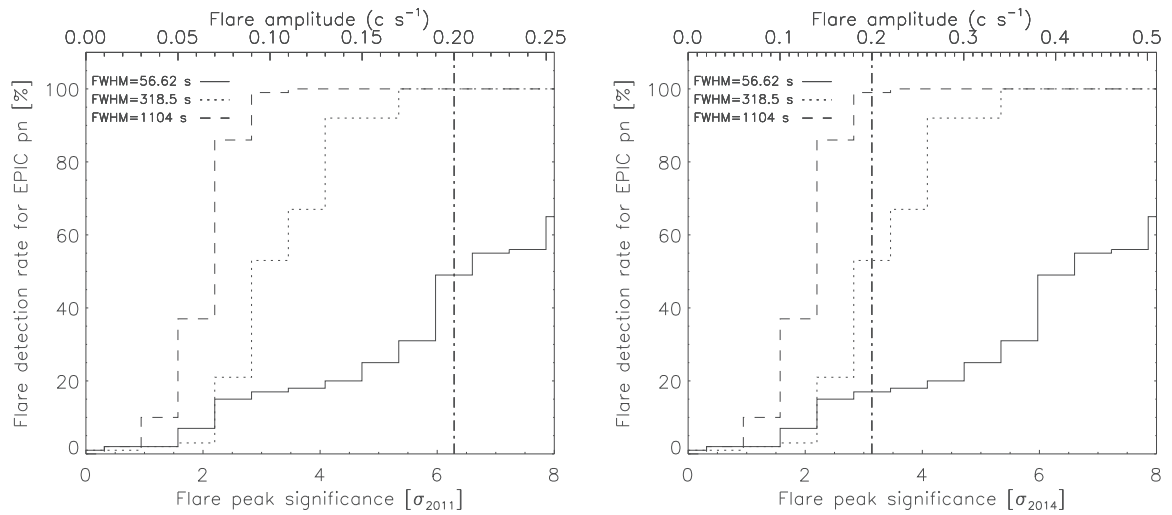 Flare amplitude (c s⁻¹)
0.00 0.05 0.10 0.15 0.20 0.25
FWHM=56.62 s
FWHM=318.5 s
FWHM=1104 s
100
80
60
40
20
0
Flare detection rate for EPIC pn [%]
0 2 4 6 8
Flare peak significance [σ₂₀₁₁]
Flare amplitude (c s⁻¹)
0.0 0.1 0.2 0.3 0.4 0.5
FWHM=56.62 s
FWHM=318.5 s
FWHM=1104 s
100
80
60
40
20
0
Flare detection rate for EPIC pn [%]
0 2 4 6 8
Flare peak significance [σ₂₀₁₄]